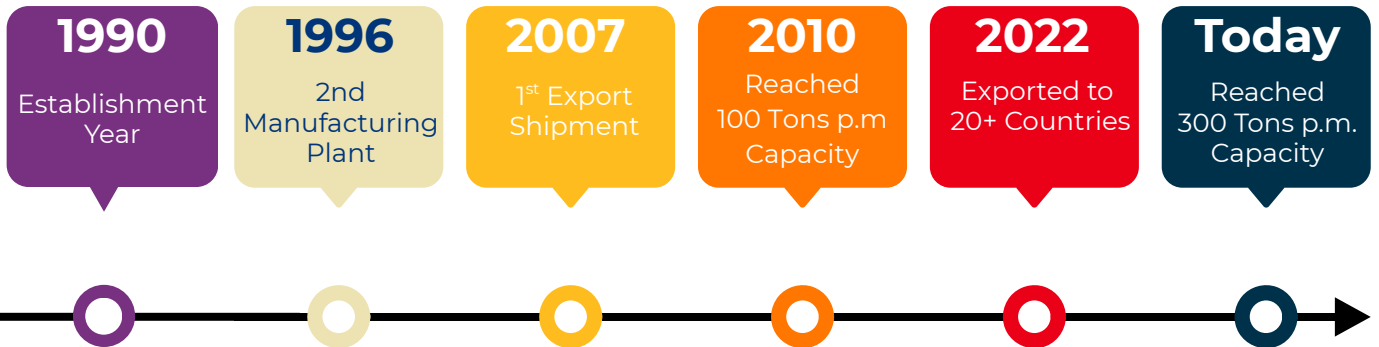 1990
Establishment
Year
1996
2nd
Manufacturing
Plant
2007
1st Export
Shipment
2010
Reached
100 Tons p.m
Capacity
2022
Exported to
20+ Countries
Today
Reached
300 Tons p.m.
Capacity